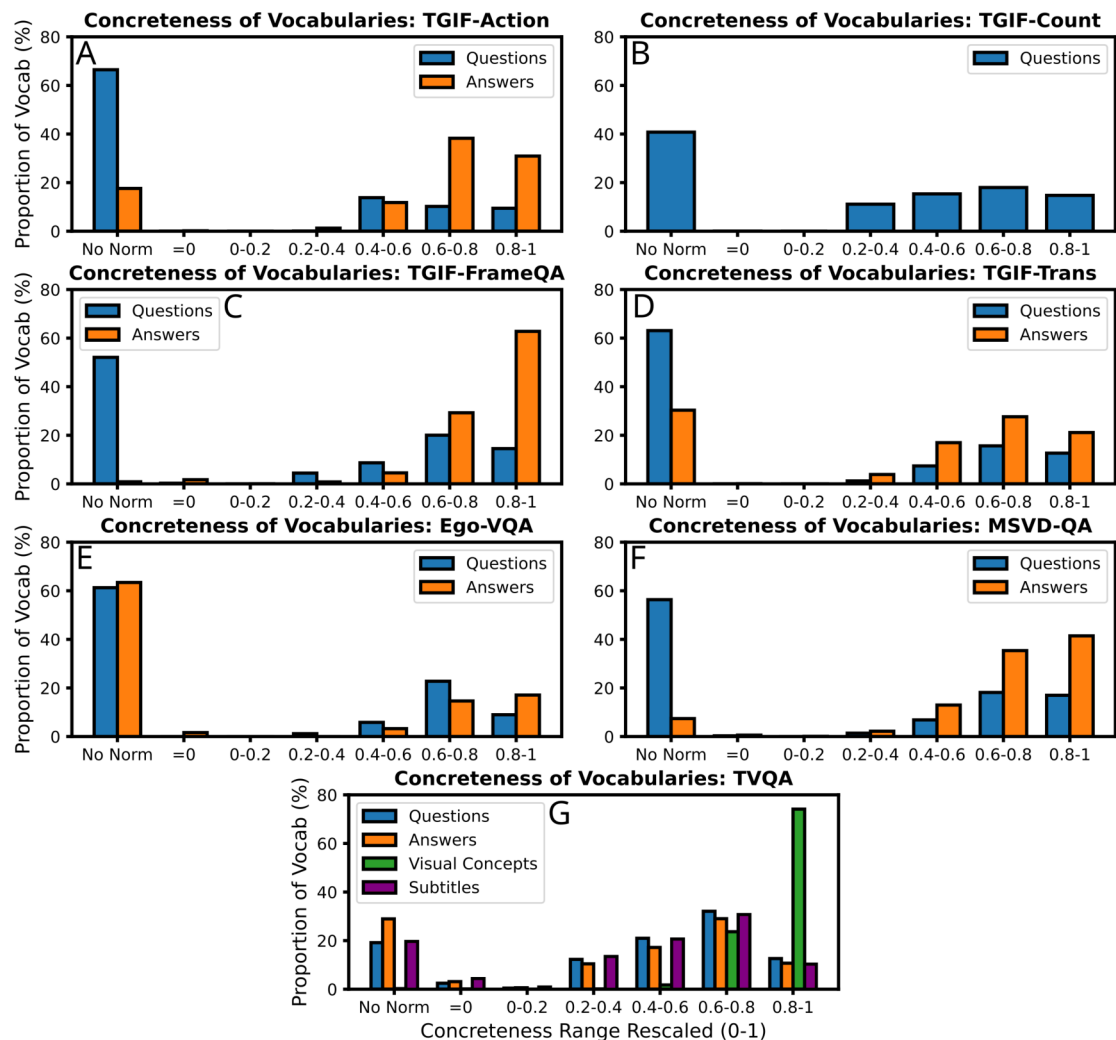 Concreteness of Vocabularies: TGIF-Action
A
80
60
40
20
0
Proportion of Vocab (%)
Questions
Answers
No Norm =0 0-0.2 0.2-0.4 0.4-0.6 0.6-0.8 0.8-1
Concreteness of Vocabularies: TGIF-Count
B
80
60
40
20
0
Questions
No Norm =0 0-0.2 0.2-0.4 0.4-0.6 0.6-0.8 0.8-1
Concreteness of Vocabularies: TGIF-FrameQA
C
80
60
40
20
0
Proportion of Vocab (%)
Questions
Answers
No Norm =0 0-0.2 0.2-0.4 0.4-0.6 0.6-0.8 0.8-1
Concreteness of Vocabularies: TGIF-Trans
D
80
60
40
20
0
Questions
Answers
No Norm =0 0-0.2 0.2-0.4 0.4-0.6 0.6-0.8 0.8-1
Concreteness of Vocabularies: Ego-VQA
E
80
60
40
20
0
Proportion of Vocab (%)
Questions
Answers
No Norm =0 0-0.2 0.2-0.4 0.4-0.6 0.6-0.8 0.8-1
Concreteness of Vocabularies: MSVD-QA
F
80
60
40
20
0
Questions
Answers
No Norm =0 0-0.2 0.2-0.4 0.4-0.6 0.6-0.8 0.8-1
Concreteness of Vocabularies: TVQA
G
80
60
40
20
0
Proportion of Vocab (%)
Questions
Answers
Visual Concepts
Subtitles
No Norm =0 0-0.2 0.2-0.4 0.4-0.6 0.6-0.8 0.8-1
Concreteness Range Rescaled (0-1)